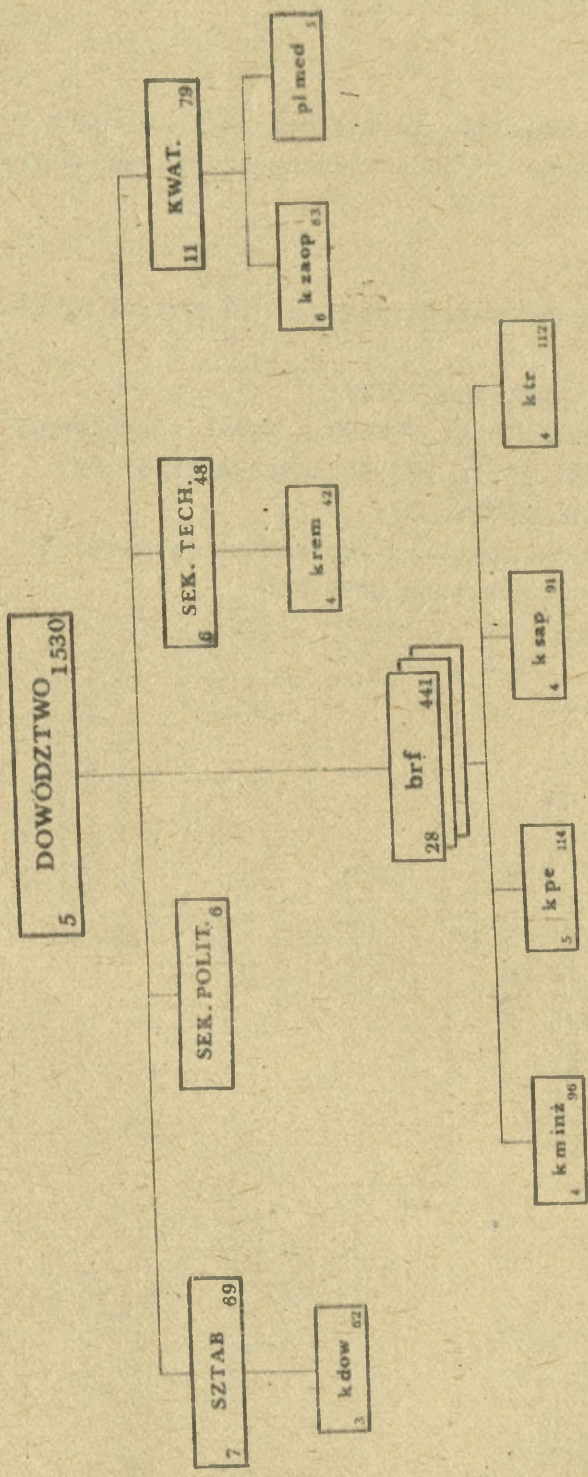 DOWÓDZTWO
5 1530
SZTAB
7 69
SEK. POLIT.
6
SEK. TECH.
6 48
KWAT.
11 79
k dow
3 62
k rem
4 42
k zaop
6 63
pl med
5
brf
28 441
k m inż
4 96
k pe
5 114
k sap
4 91
k tr
4 112